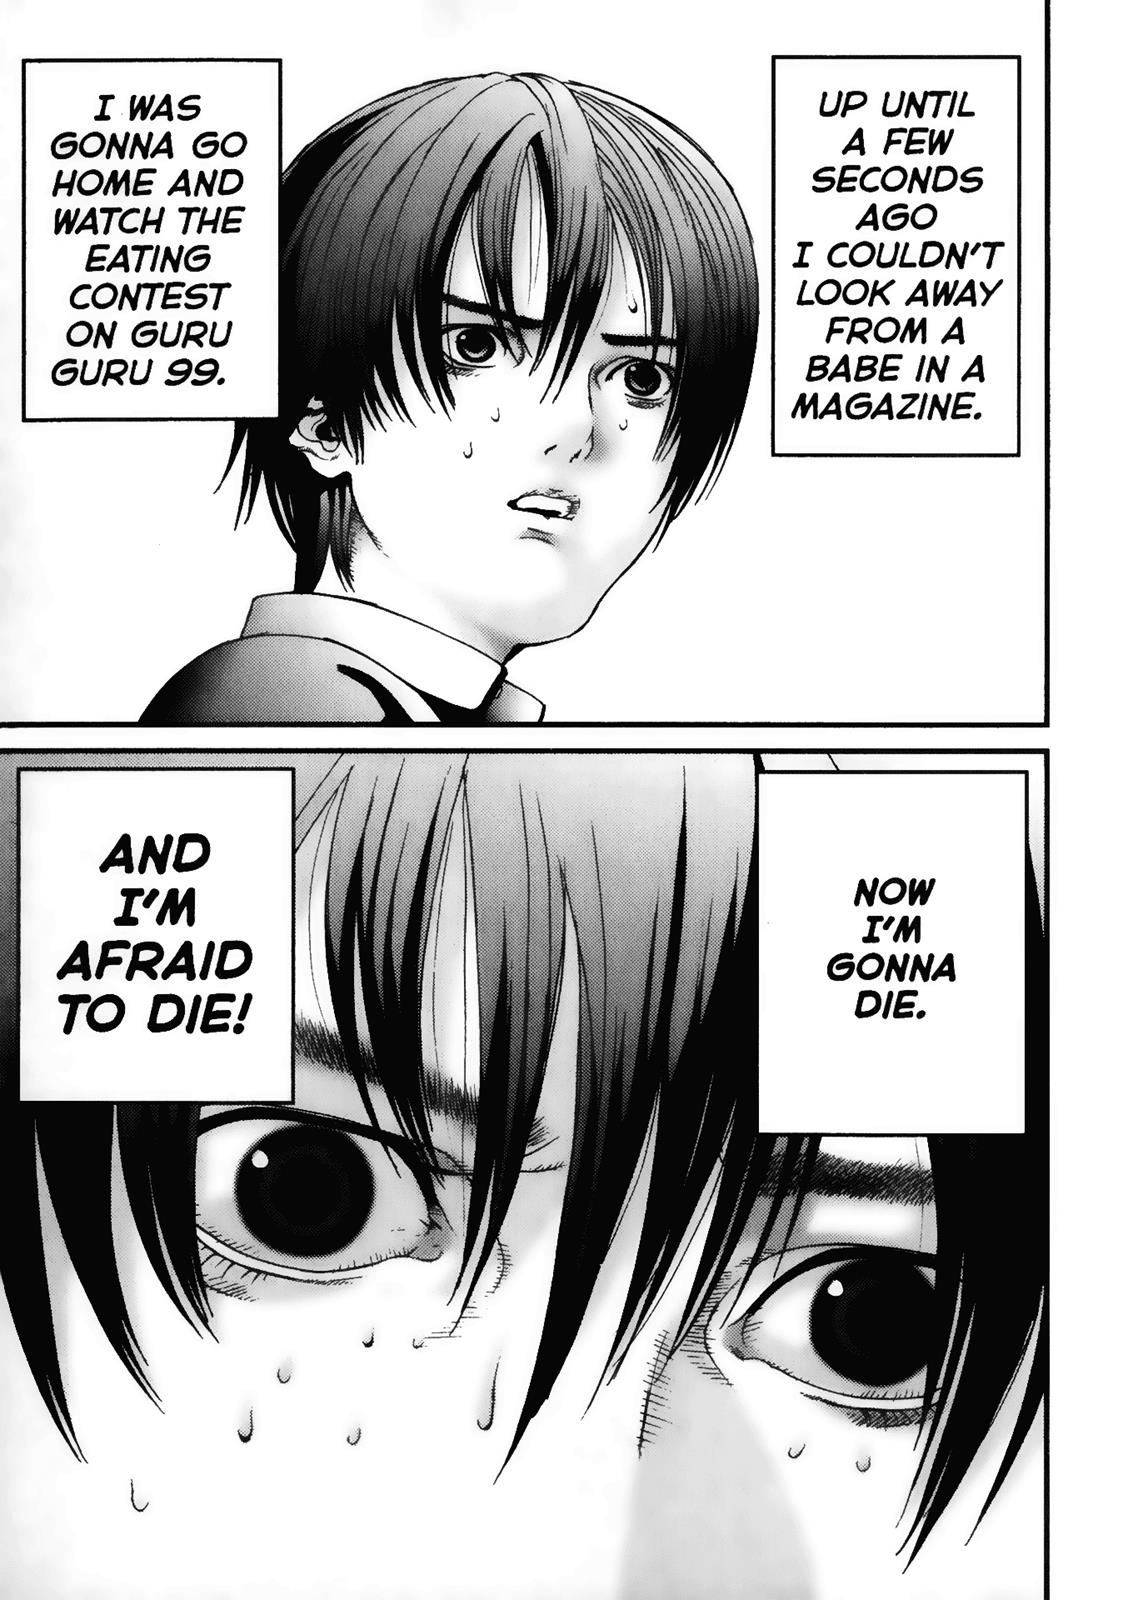 UP UNTIL
A FEW
SECONDS
AGO
I COULDN'T
LOOK AWAY
FROM A
BABE IN A
MAGAZINE.
I WAS
GONNA GO
HOME AND
WATCH THE
EATING
CONTEST
ON GURU
GURU 99.
NOW
I'M
GONNA
DIE.
AND
I'M
AFRAID
TO DIE!